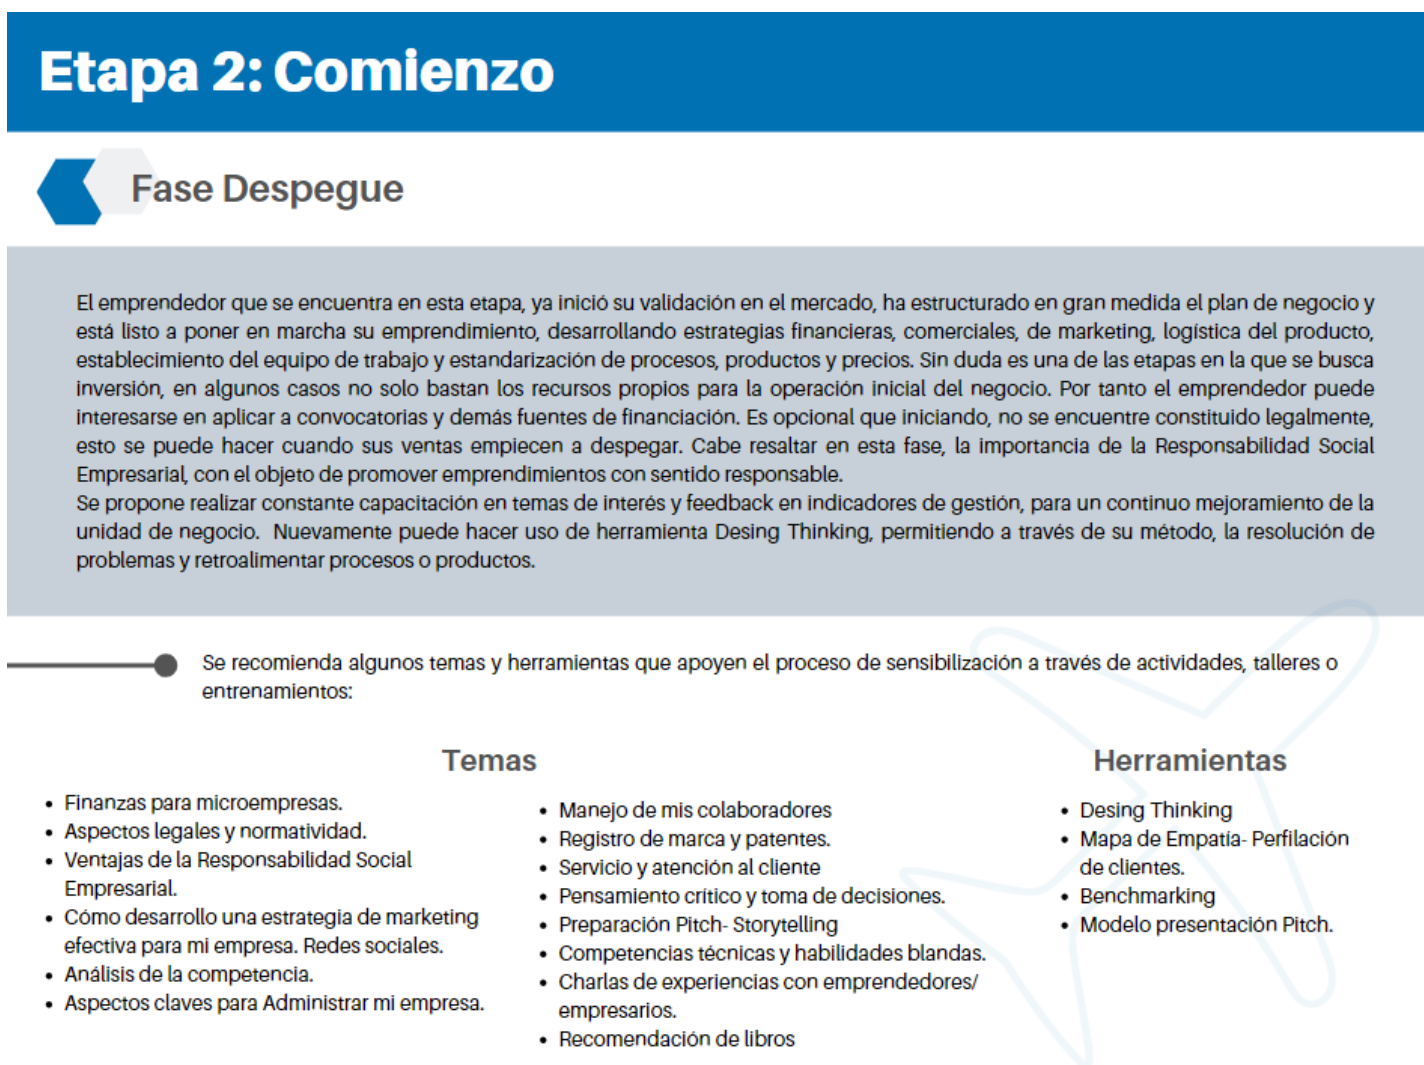 Etapa 2: Comienzo
Fase Despegue
El emprendedor que se encuentra en esta etapa, ya inició su validación en el mercado, ha estructurado en gran medida el plan de negocio y
está listo a poner en marcha su emprendimiento, desarrollando estrategias financieras, comerciales, de marketing, logística del producto,
establecimiento del equipo de trabajo y estandarización de procesos, productos y precios. Sin duda es una de las etapas en la que se busca
inversión, en algunos casos no solo bastan los recursos propios para la operación inicial del negocio. Por tanto el emprendedor puede
interesarse en aplicar a convocatorias y demás fuentes de financiación. Es opcional que iniciando, no se encuentre constituido legalmente,
esto se puede hacer cuando sus ventas empiecen a despegar. Cabe resaltar en esta fase, la importancia de la Responsabilidad Social
Empresarial, con el objeto de promover emprendimientos con sentido responsable.
Se propone realizar constante capacitación en temas de interés y feedback en indicadores de gestión, para un continuo mejoramiento de la
unidad de negocio. Nuevamente puede hacer uso de herramienta Desing Thinking, permitiendo a través de su método, la resolución de
problemas y retroalimentar procesos o productos.
Se recomienda algunos temas y herramientas que apoyen el proceso de sensibilización a través de actividades, talleres o
entrenamientos:
Temas
• Finanzas para microempresas.
• Aspectos legales y normatividad.
• Ventajas de la Responsabilidad Social
Empresarial.
• Cómo desarrollo una estrategia de marketing
efectiva para mi empresa. Redes sociales.
• Análisis de la competencia.
• Aspectos claves para Administrar mi empresa.
• Manejo de mis colaboradores
• Registro de marca y patentes.
• Servicio y atención al cliente
• Pensamiento crítico y toma de decisiones.
• Preparación Pitch- Storytelling
• Competencias técnicas y habilidades blandas.
• Charlas de experiencias con emprendedores/
empresarios.
• Recomendación de libros
Herramientas
• Desing Thinking
• Mapa de Empatía- Perfilación
de clientes.
• Benchmarking
• Modelo presentación Pitch.